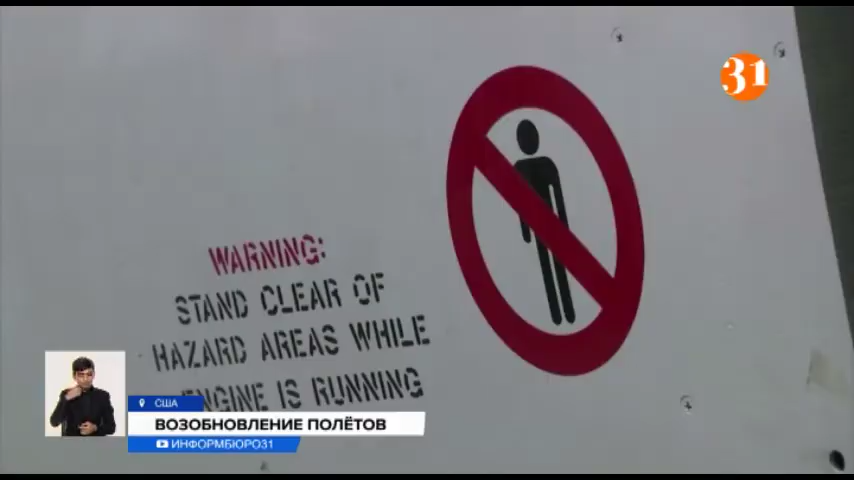 31
WARNING:
STAND CLEAR OF
HAZARD AREAS WHILE
ENGINE IS RUNNING
США
ВОЗОБНОВЛЕНИЕ ПОЛЁТОВ
ИНФОРМБЮРО31